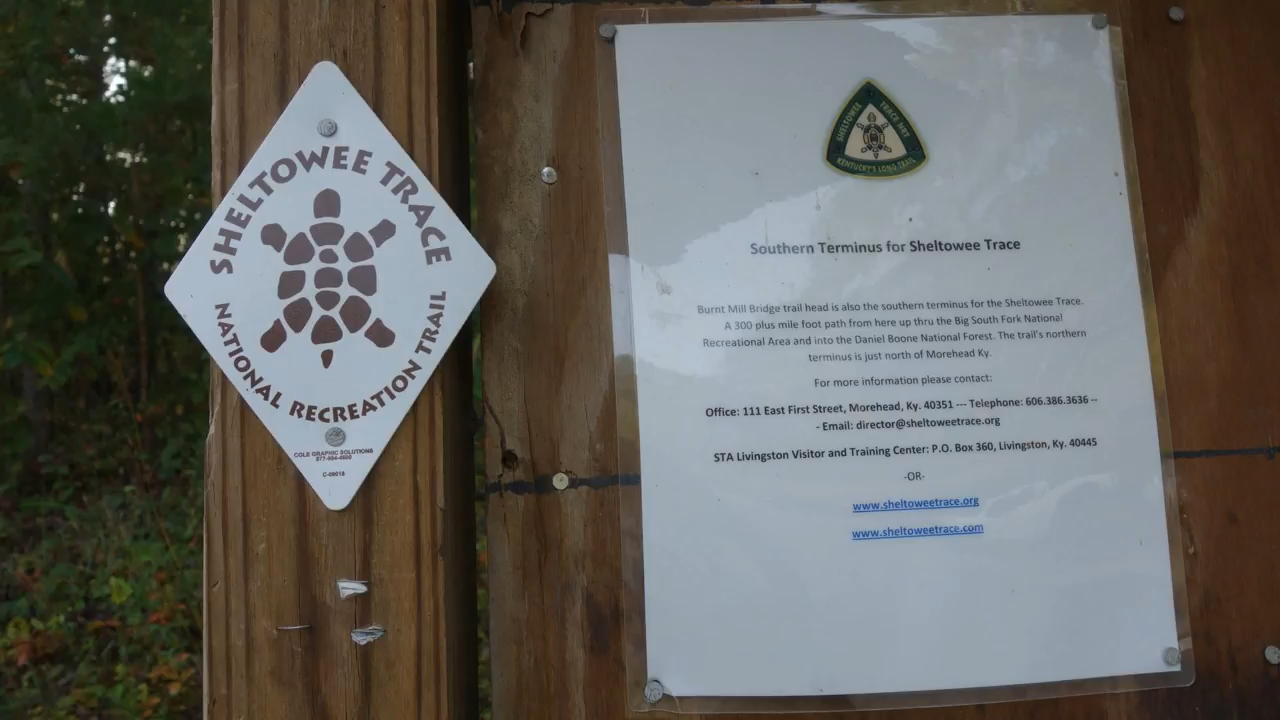 SHELTOWEE TRACE
NATIONAL RECREATION TRAIL
COLE GRAPHIC SOLUTIONS
SHELTOWEE TRACE
KENTUCKY'S LONG TRAIL
Southern Terminus for Sheltowee Trace
Burnt Mill Bridge trail head is also the southern terminus for the Sheltowee Trace.
A 300 plus mile foot path from here up thru the Big South Fork National
Recreational Area and into the Daniel Boone National Forest. The trail's northern
terminus is just north of Morehead Ky.
For more information please contact:
Office: 111 East First Street, Morehead, Ky. 40351 --- Telephone: 606.386.3636 --
- Email: director@sheltoweetrace.org
STA Livingston Visitor and Training Center: P.O. Box 360, Livingston, Ky. 40445
-OR-
www.sheltoweetrace.org
www.sheltoweetrace.com